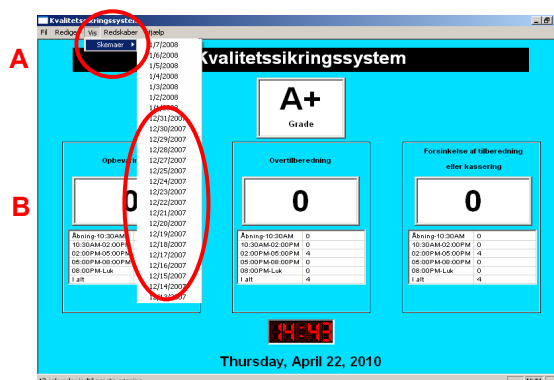 Kvalitetssikringssystem
Fil Rediger Vis Redskaber Hjælp
Skemaer
A
Kvalitetssikringssystem
1/7/2008
1/6/2008
1/5/2008
1/4/2008
1/3/2008
1/2/2008
1/1/2008
12/31/2007
12/30/2007
12/29/2007
12/28/2007
12/27/2007
12/25/2007
12/24/2007
12/23/2007
12/22/2007
12/21/2007
12/20/2007
12/19/2007
12/18/2007
12/17/2007
12/16/2007
12/15/2007
12/14/2007
12/13/2007
A+
Grade
B
0
Åbning-10:30AM
10:30AM-02:00PM
02:00PM-05:00PM
05:00PM-08:00PM
08:00PM-Luk
I alt
Overtilberedning
0
Åbning-10:30AM 0
10:30AM-02:00PM 0
02:00PM-05:00PM 4
05:00PM-08:00PM 0
08:00PM-Luk 0
I alt 4
Forsinkelse af tilberedning
eller kassering
0
Åbning-10:30AM 0
10:30AM-02:00PM 0
02:00PM-05:00PM 4
05:00PM-08:00PM 0
08:00PM-Luk 0
I alt 4
14:43
Thursday, April 22, 2010